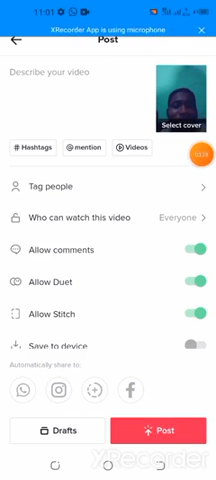 11:01
XRecorder App is using microphone
Post
Describe your video
Select cover
# Hashtags
@ mention
Videos
Tag people
Who can watch this video
Everyone
Allow comments
Allow Duet
Allow Stitch
Save to device
Automatically share to:
Drafts
Post
XRecorder